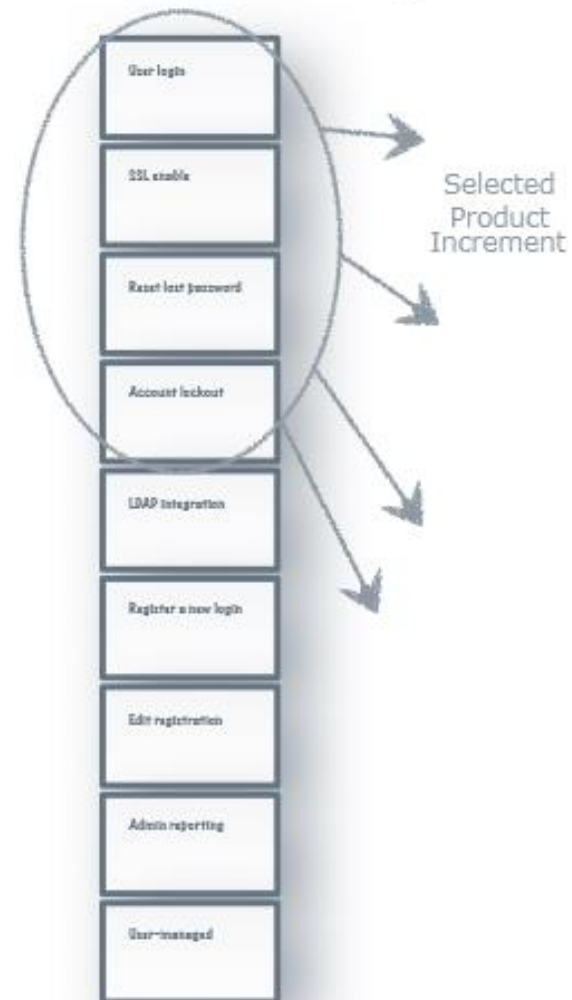 User login
SSL enable
Reset lost password
Account lockout
LDAP integration
Register a new login
Edit registration
Admin reporting
User-managed
Selected
Product
Increment